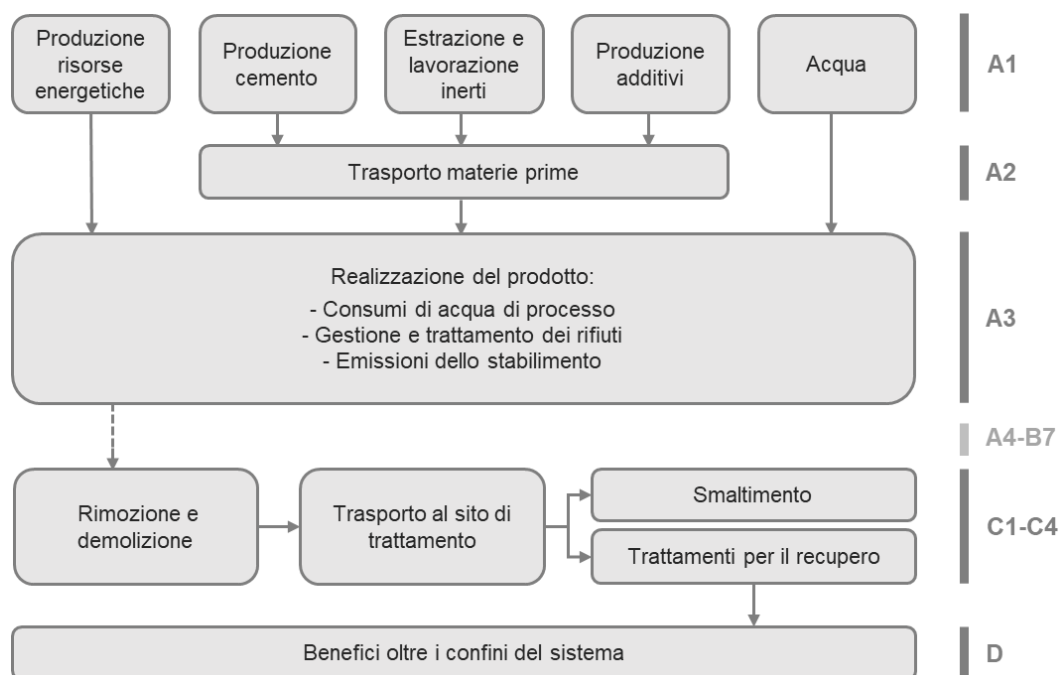 Produzione
risorse
energetiche
Produzione
cemento
Estrazione e
lavorazione
inerti
Produzione
additivi
Acqua
A1
Trasporto materie prime
A2
Realizzazione del prodotto:
- Consumi di acqua di processo
- Gestione e trattamento dei rifiuti
- Emissioni dello stabilimento
A3
A4-B7
Rimozione e
demolizione
Trasporto al sito di
trattamento
Smaltimento
Trattamenti per il recupero
C1-C4
Benefici oltre i confini del sistema
D